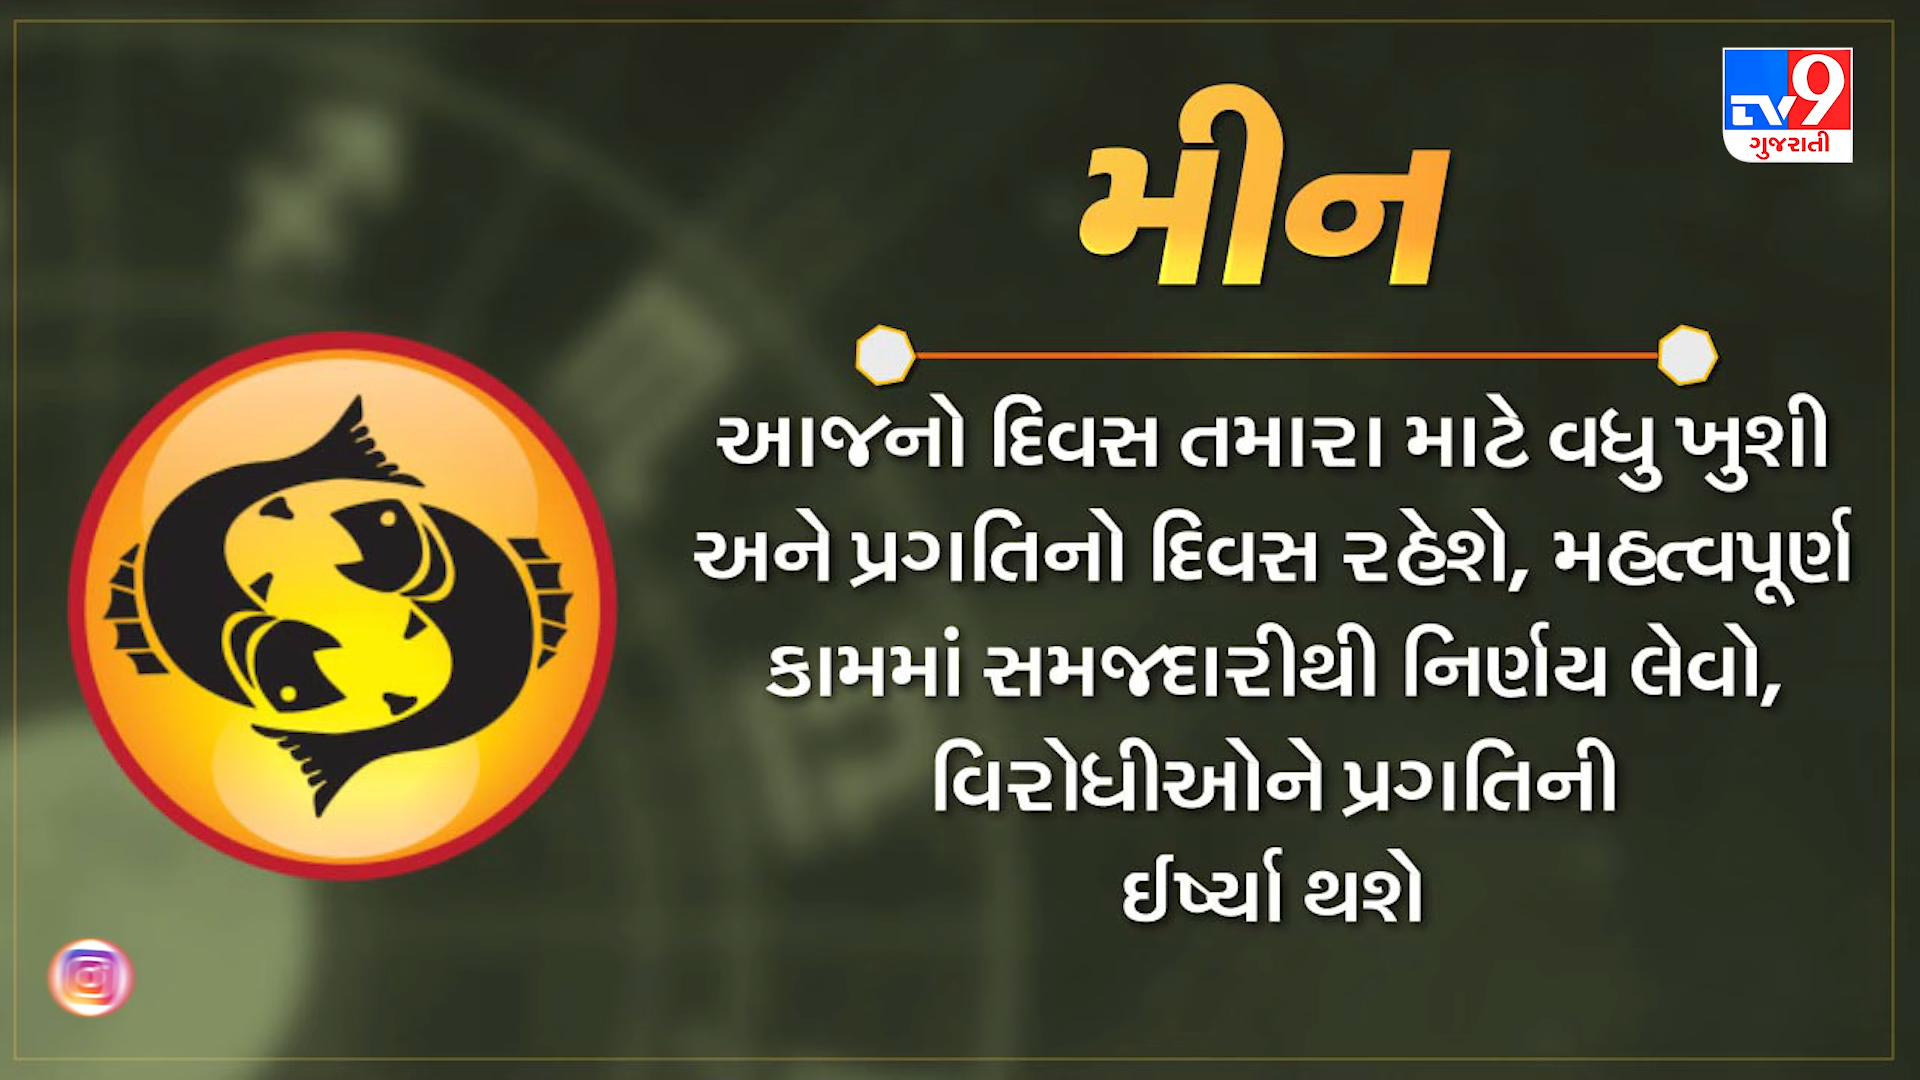 TV9
ગુજરાતી
મીન
આજનો દિવસ તમારા માટે વધુ ખુશી
અને પ્રગતિનો દિવસ રહેશે, મહત્વપૂર્ણ
કામમાં સમજદારીથી નિર્ણય લેવો,
વિરોધીઓને પ્રગતિની
ઈર્ષ્યા થશે